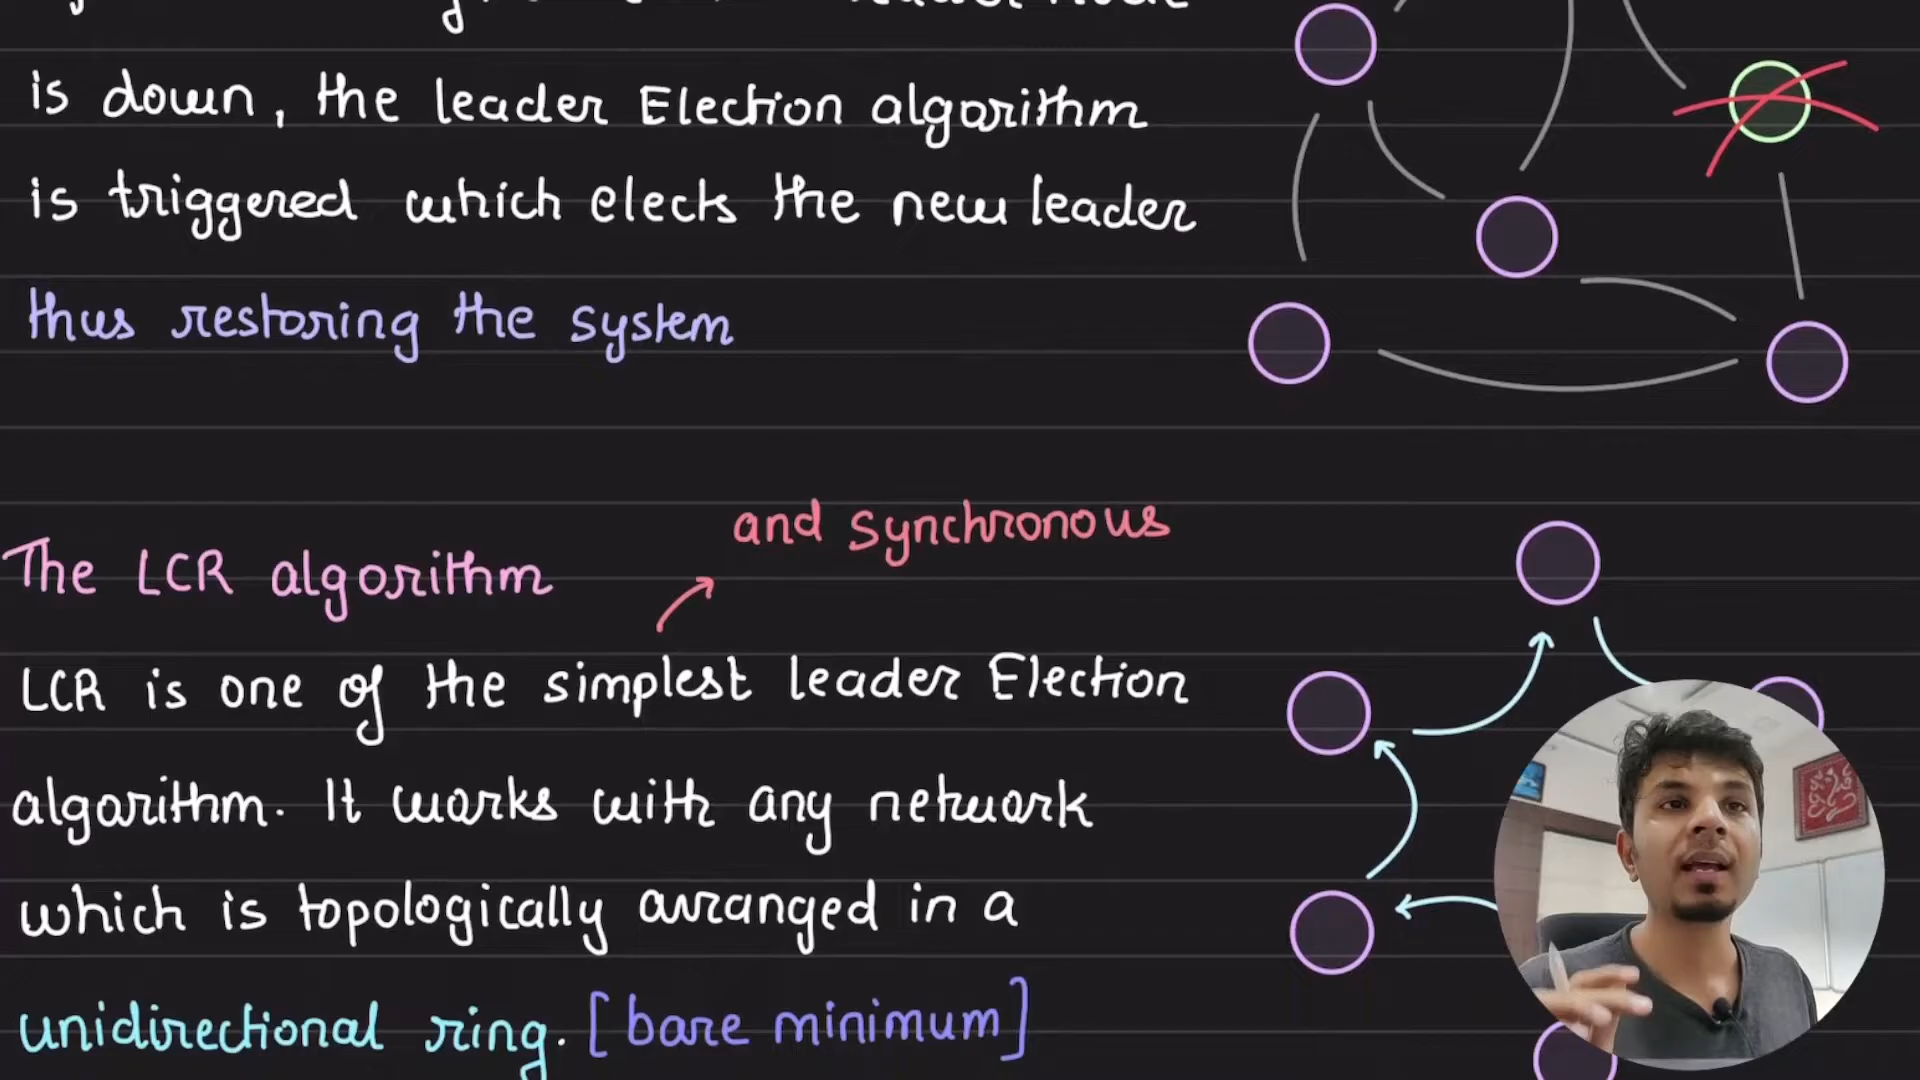 leader node
is down, the leader Election algorithm
is triggered which elects the new leader
thus restoring the system
and synchronous
The LCR algorithm
LCR is one of the simplest leader Election
algorithm. It works with any network
which is topologically arranged in a
unidirectional ring. [bare minimum]